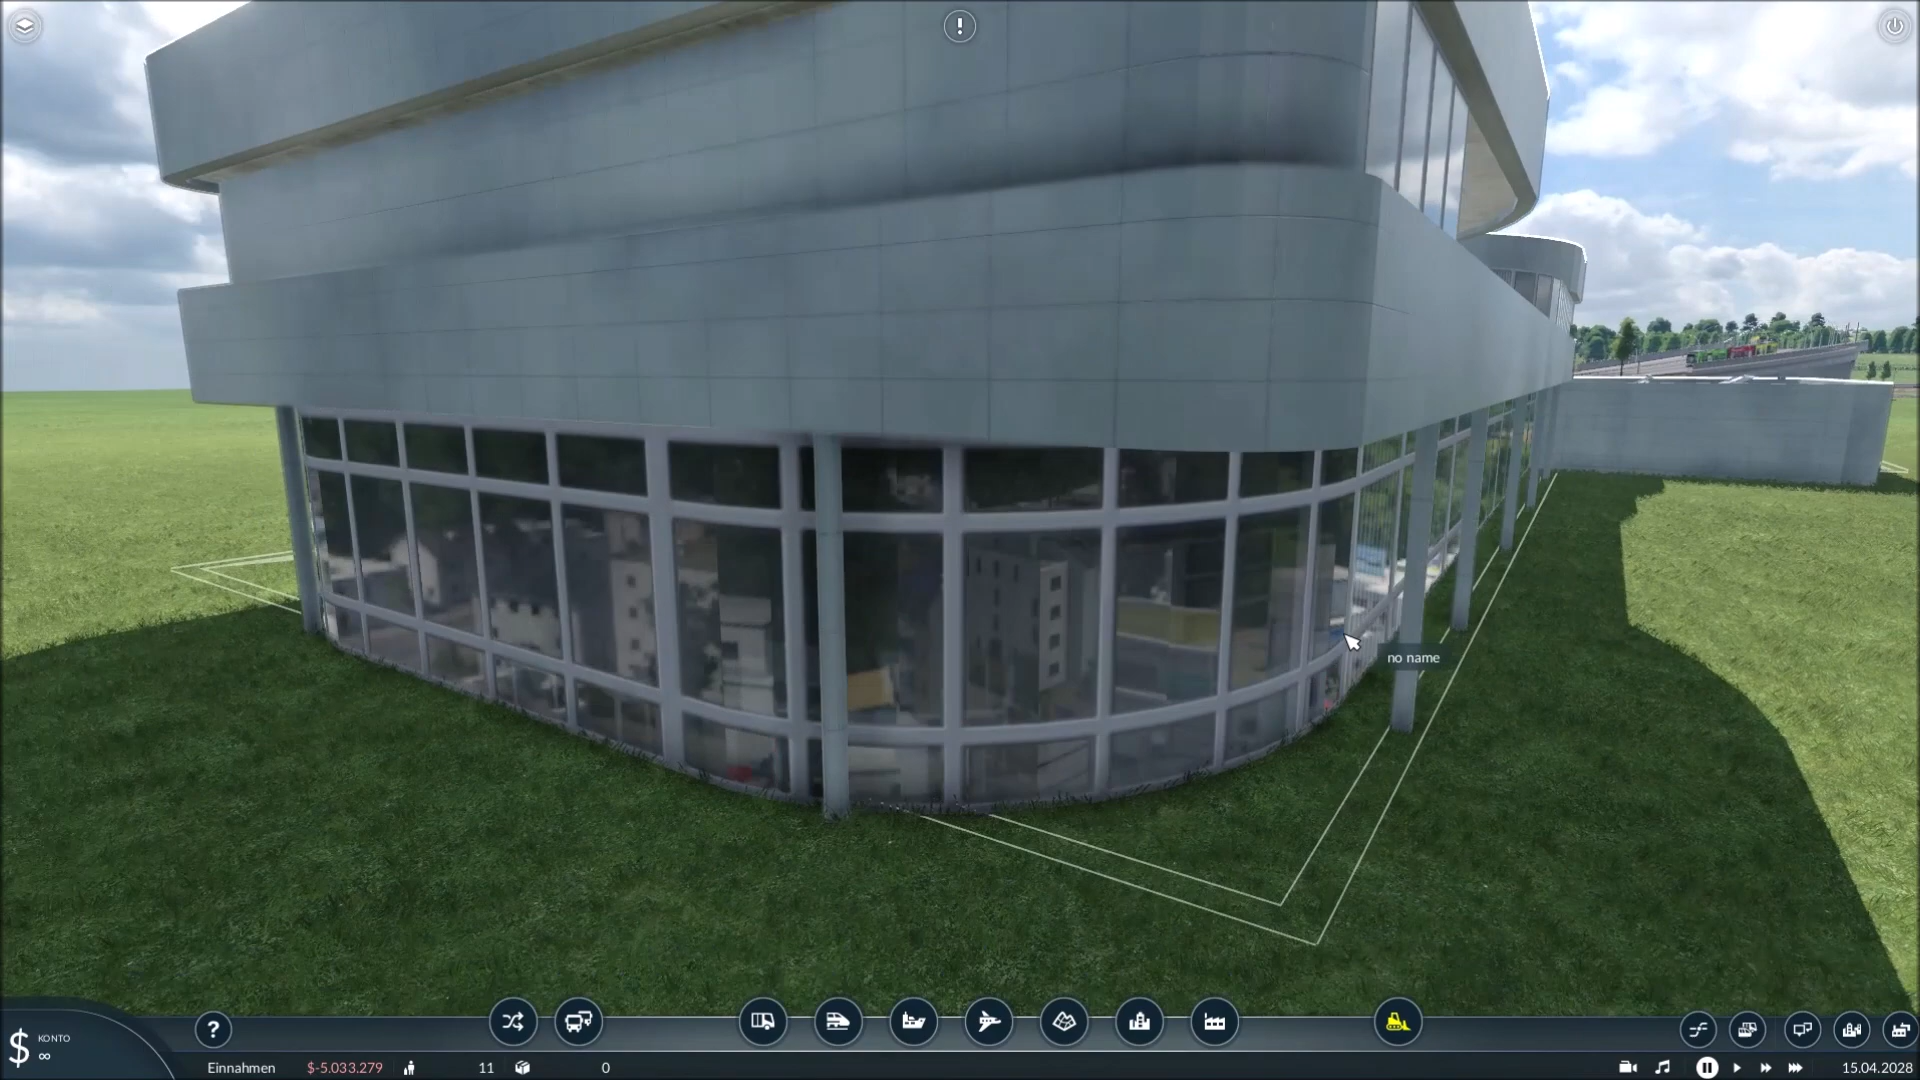 no name
KONTO
∞
Einnahmen $-5.033.279 11 0
15.04.2028